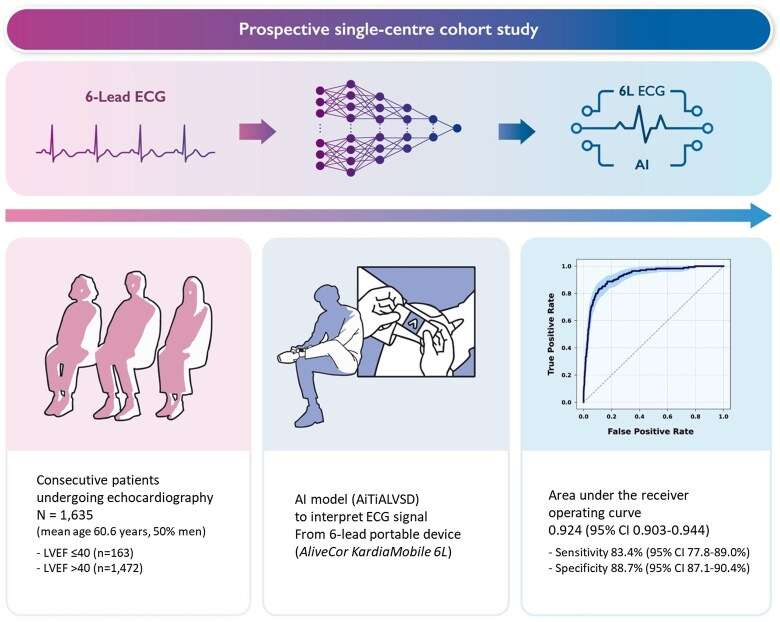 Prospective single-centre cohort study
6-Lead ECG
6L ECG
AI
Consecutive patients
undergoing echocardiography
N = 1,635
(mean age 60.6 years, 50% men)
- LVEF ≤40 (n=163)
- LVEF >40 (n=1,472)
AI model (AiTiALVSD)
to interpret ECG signal
From 6-lead portable device
(AliveCor KardiaMobile 6L)
True Positive Rate
1.0
0.8
0.6
0.4
0.2
0.0
0.0 0.2 0.4 0.6 0.8 1.0
False Positive Rate
Area under the receiver
operating curve
0.924 (95% CI 0.903-0.944)
- Sensitivity 83.4% (95% CI 77.8-89.0%)
- Specificity 88.7% (95% CI 87.1-90.4%)